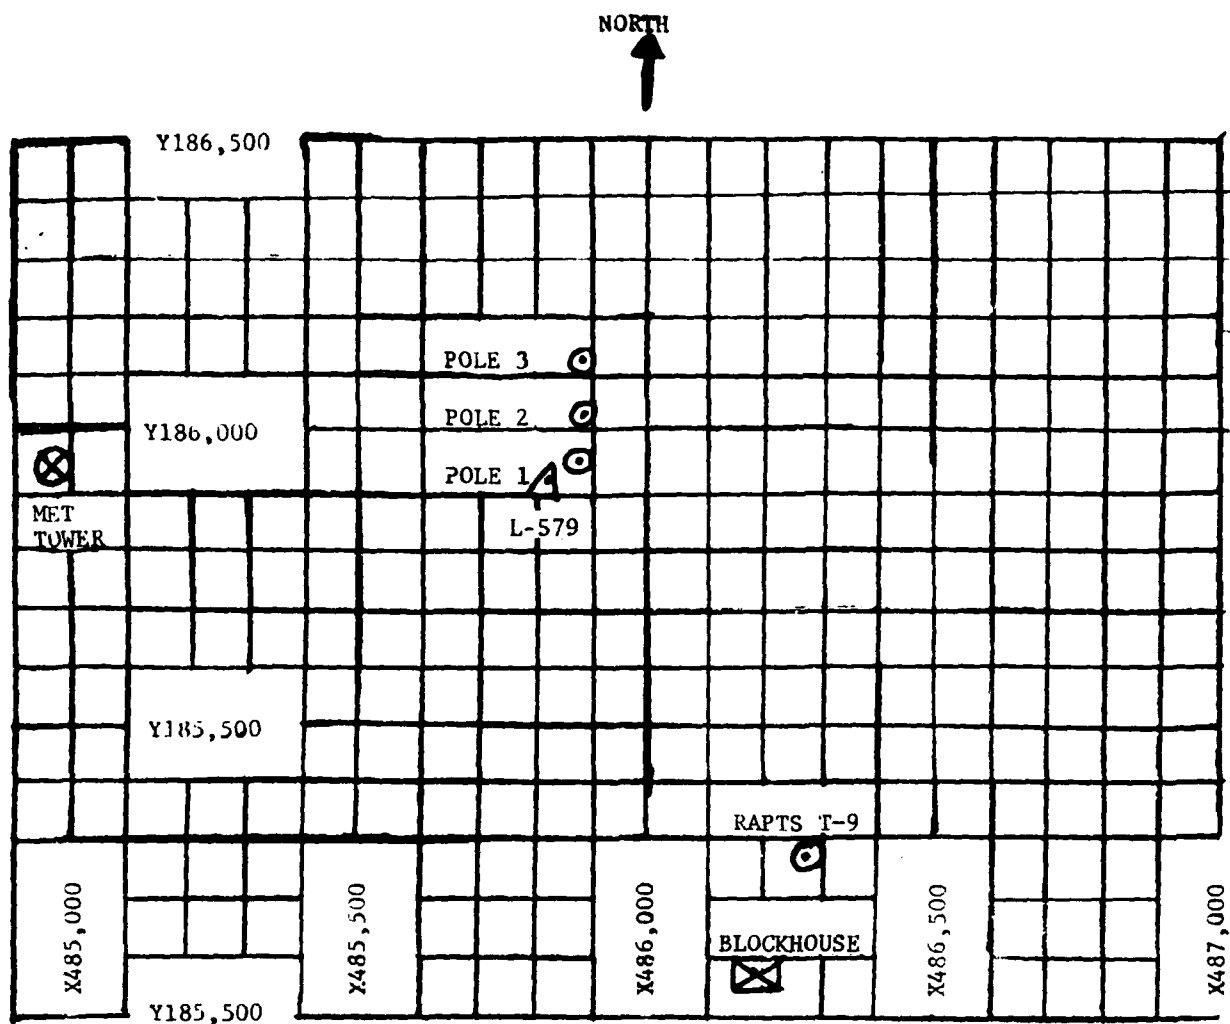 NORTH
Y186,500
POLE 3
POLE 2
Y186,000
POLE 1
MET
TOWER
L-579
Y185,500
RAPTS T-9
X485,000
X485,500
X486,000
BLOCKHOUSE
X486,500
X487,000
Y185,500